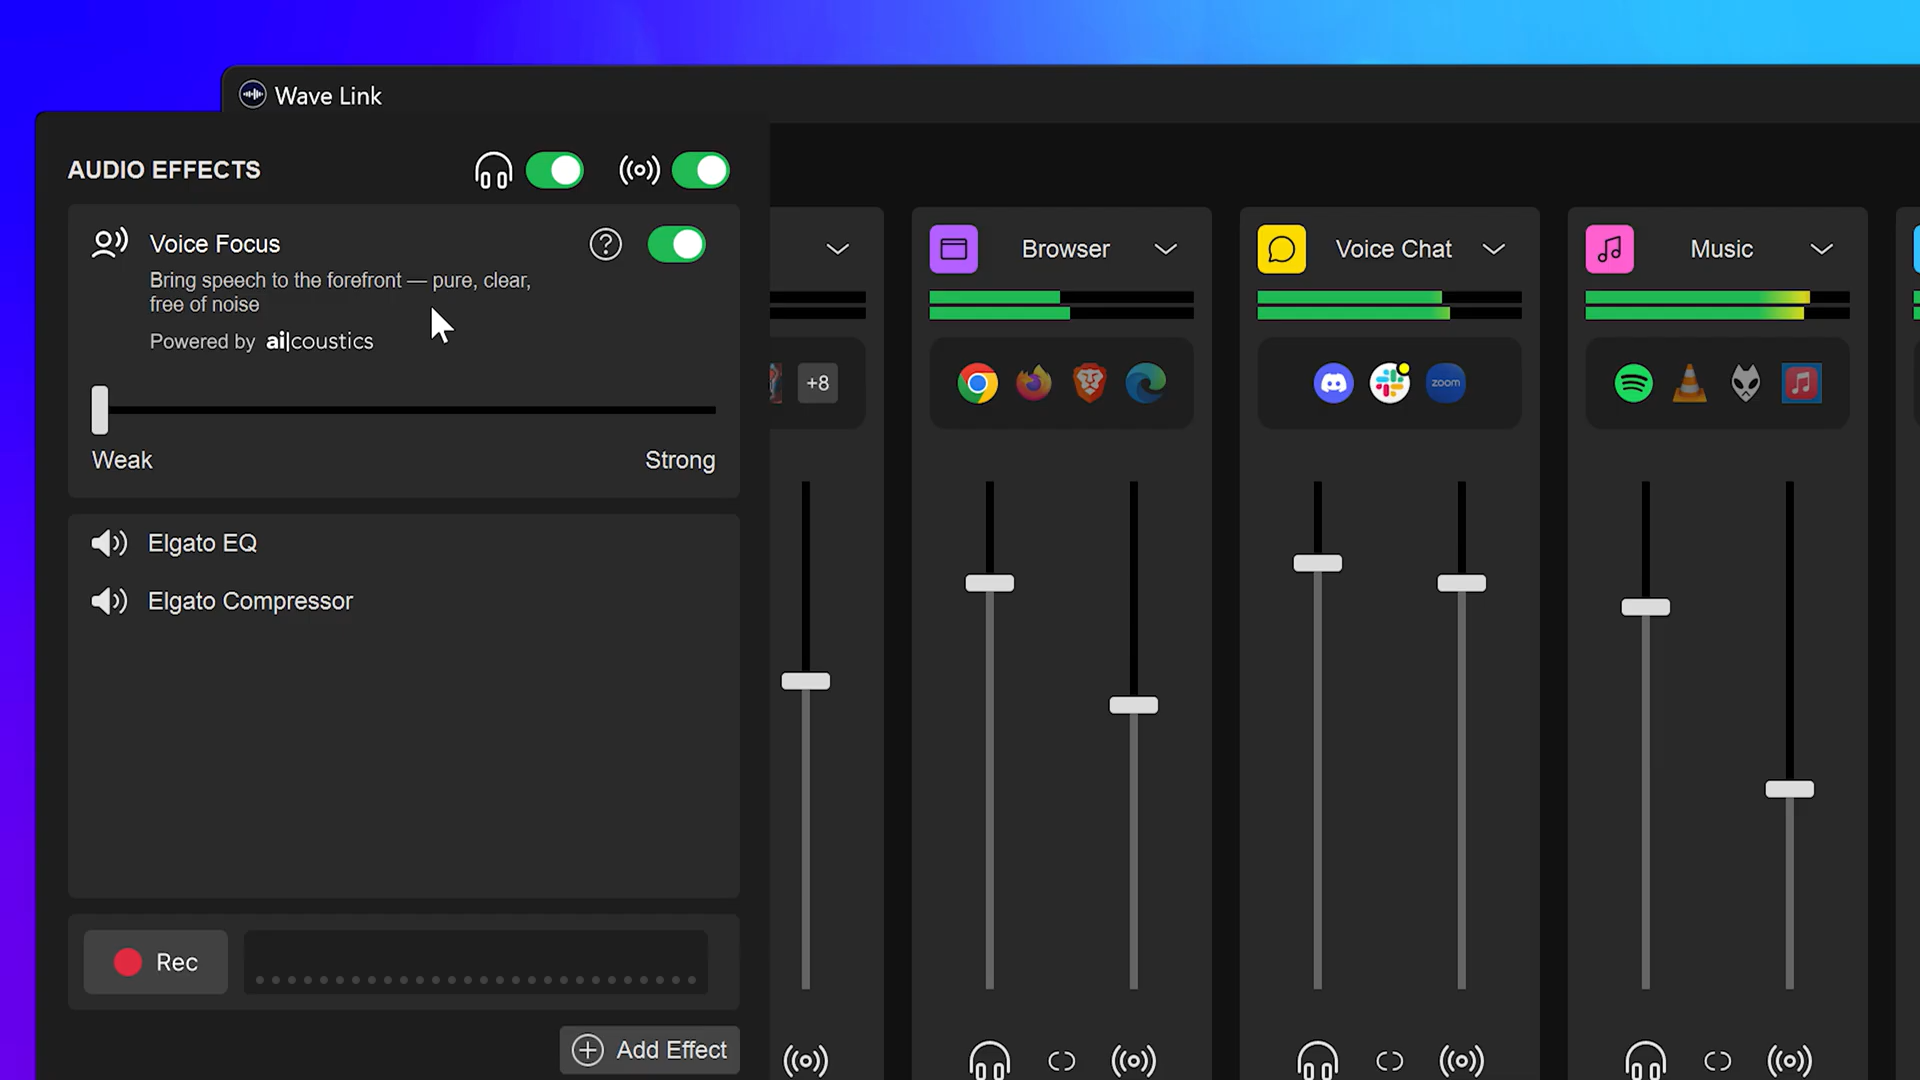 Wave Link
AUDIO EFFECTS
Voice Focus
Bring speech to the forefront — pure, clear,
free of noise
Powered by ai|coustics
Weak
Strong
Elgato EQ
Elgato Compressor
Rec
Add Effect
+8
Browser
Voice Chat
zoom
Music